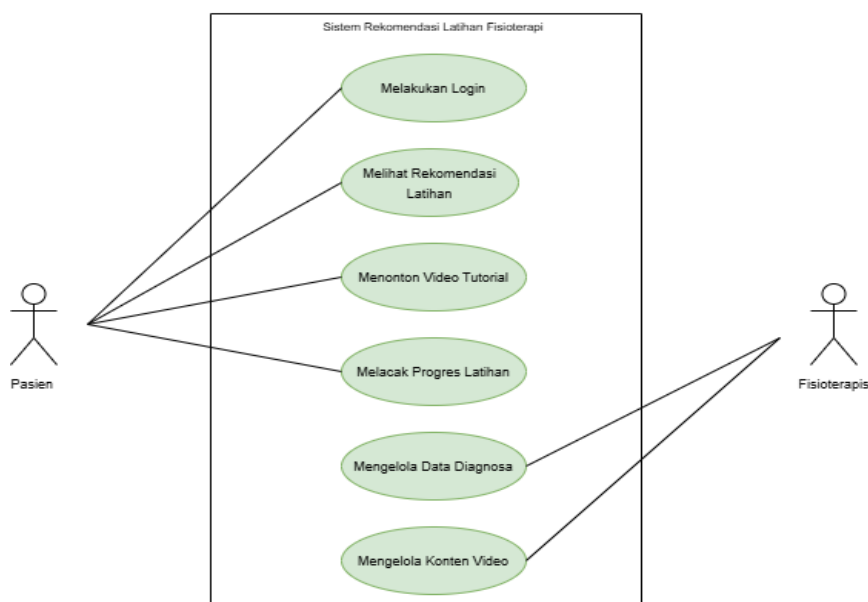 Sistem Rekomendasi Latihan Fisioterapi
Melakukan Login
Melihat Rekomendasi
Latihan
Menonton Video Tutorial
Melacak Progres Latihan
Pasien
Fisioterapis
Mengelola Data Diagnosa
Mengelola Konten Video